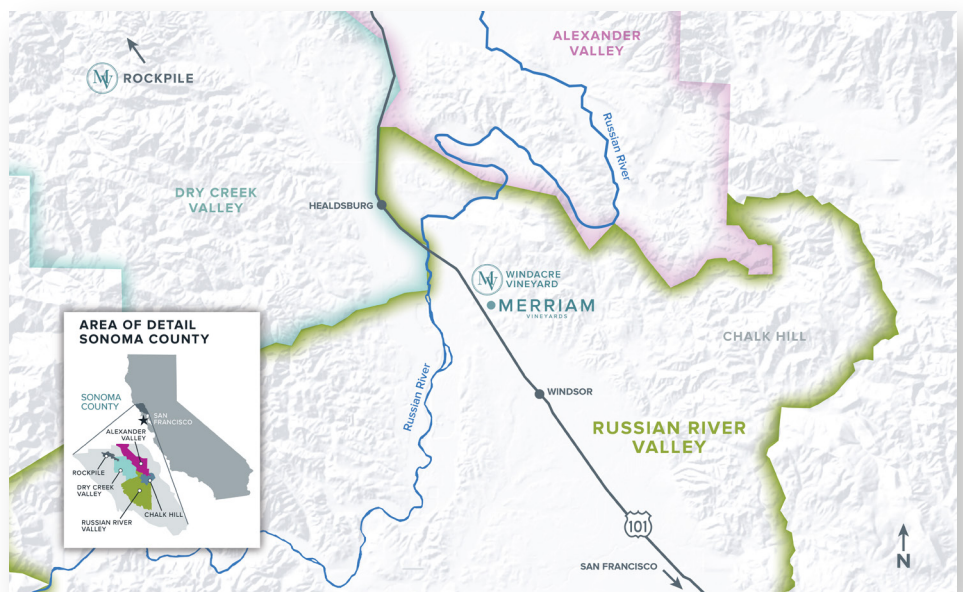 ALEXANDER
VALLEY
MV ROCKPILE
Russian River
DRY CREEK
VALLEY
HEALDSBURG
MV WINDACRE
VINEYARD
MERRIAM
VINEYARDS
CHALK HILL
AREA OF DETAIL
SONOMA COUNTY
SONOMA
COUNTY
SAN
FRANCISCO
ALEXANDER
VALLEY
ROCKPILE
DRY CREEK
VALLEY
CHALK HILL
RUSSIAN RIVER
VALLEY
Russian River
WINDSOR
RUSSIAN RIVER
VALLEY
101
SAN FRANCISCO
N